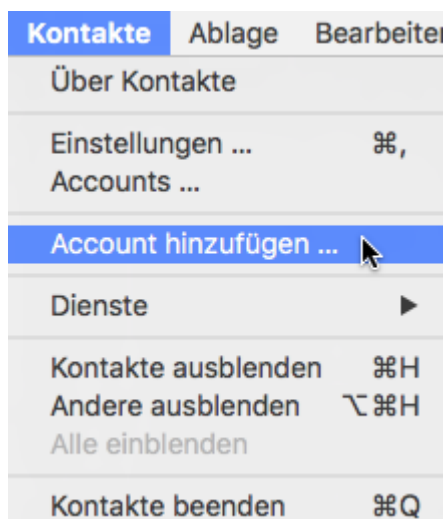 Kontakte Ablage Bearbeiten
Über Kontakte
Einstellungen ... ⌘,
Accounts ...
Account hinzufügen ...
Dienste ▶
Kontakte ausblenden ⌘H
Andere ausblenden ⌥⌘H
Alle einblenden
Kontakte beenden ⌘Q